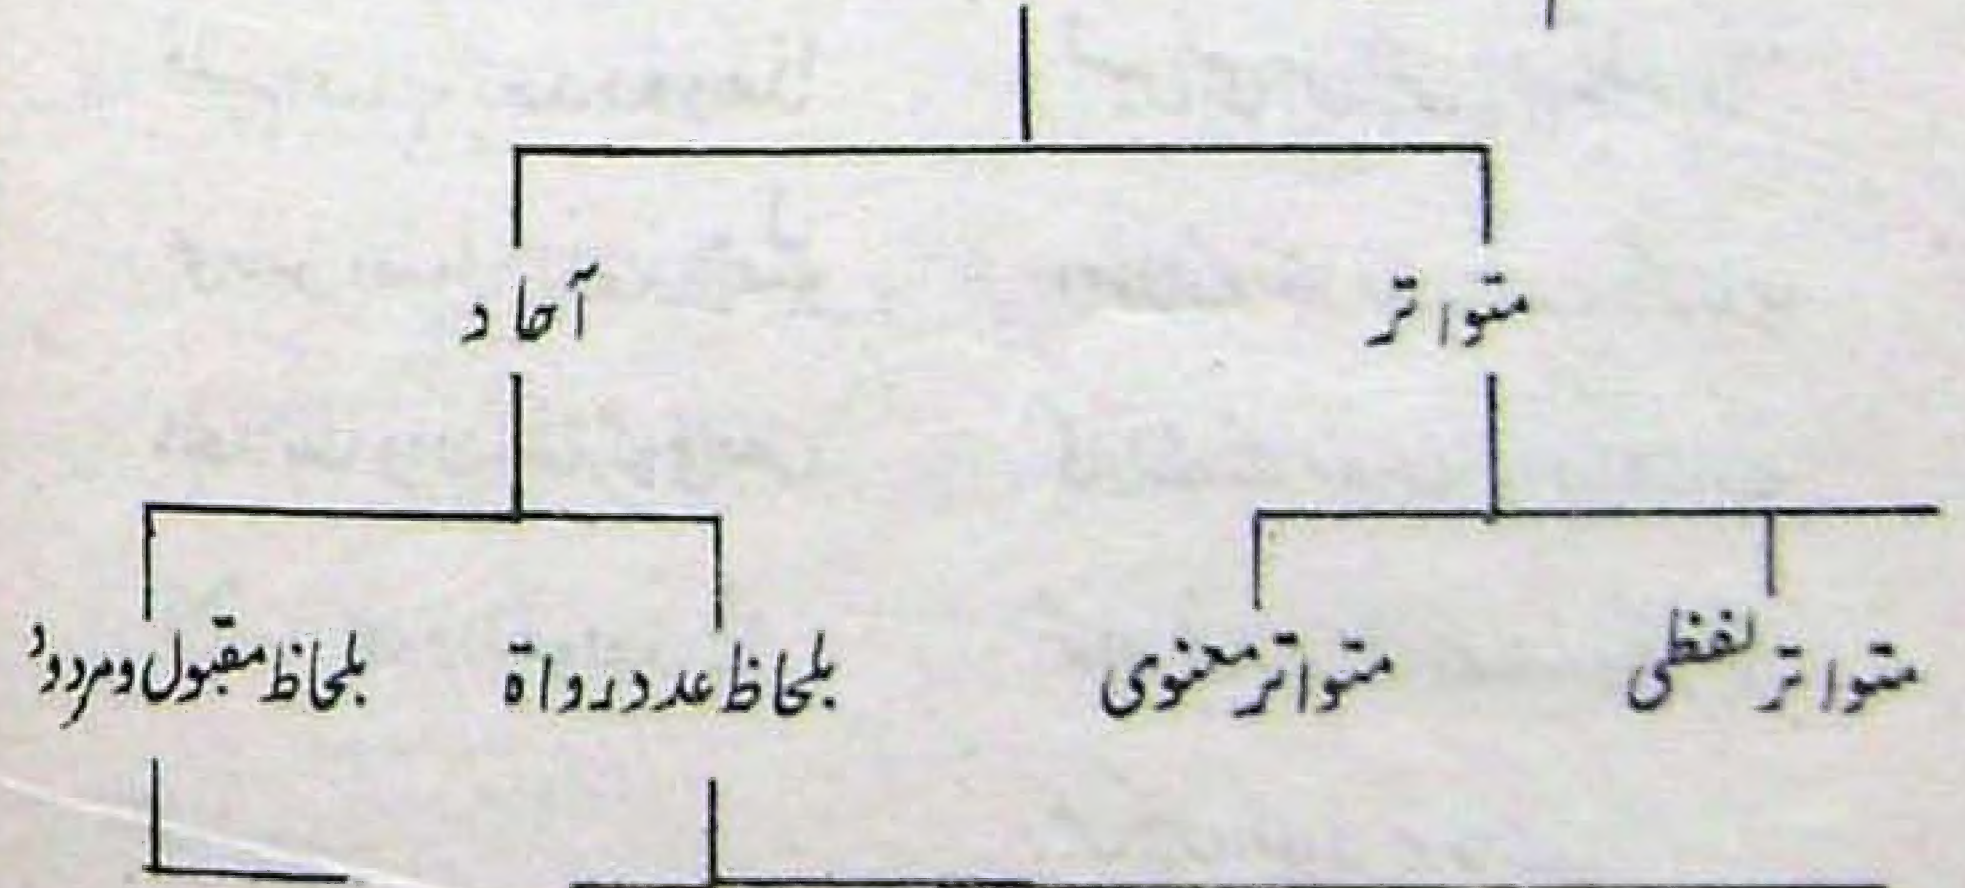 متواتر آحاد
متواتر لفظی متواتر معنوی بلحاظ عدد رواۃ بلحاظ مقبول ومردود